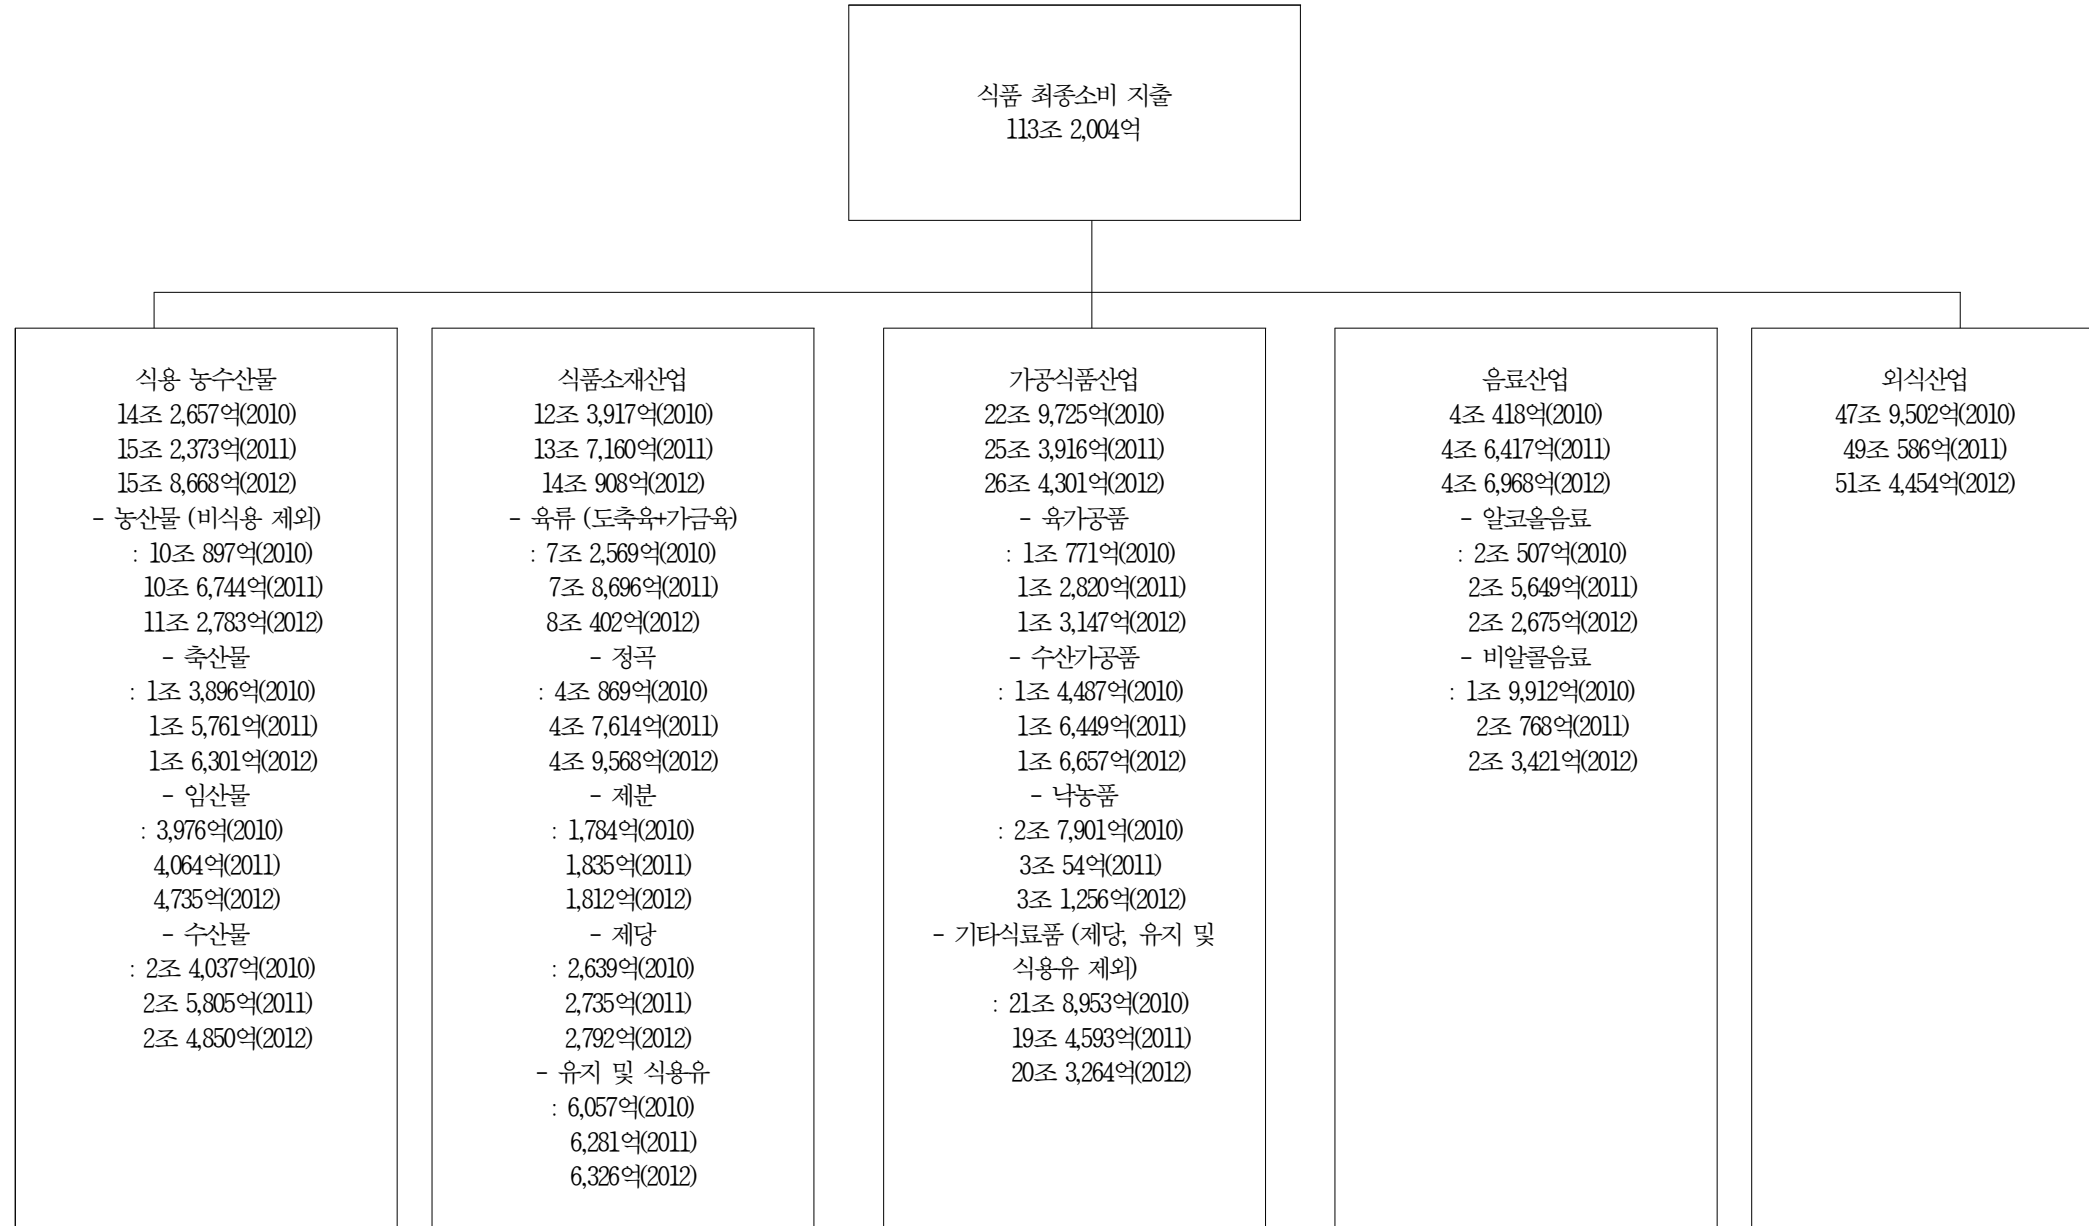 식품 최종소비 지출
113조 2,004억
식용 농수산물
14조 2,657억(2010)
15조 2,373억(2011)
15조 8,668억(2012)
- 농산물 (비식용 제외)
: 10조 897억(2010)
10조 6,744억(2011)
11조 2,783억(2012)
- 축산물
: 1조 3,896억(2010)
1조 5,761억(2011)
1조 6,301억(2012)
- 임산물
: 3,976억(2010)
4,064억(2011)
4,735억(2012)
- 수산물
: 2조 4,037억(2010)
2조 5,805억(2011)
2조 4,850억(2012)
식품소재산업
12조 3,917억(2010)
13조 7,160억(2011)
14조 908억(2012)
- 육류 (도축육+가금육)
: 7조 2,569억(2010)
7조 8,696억(2011)
8조 402억(2012)
- 정곡
: 4조 869억(2010)
4조 7,614억(2011)
4조 9,568억(2012)
- 제분
: 1,784억(2010)
1,835억(2011)
1,812억(2012)
- 제당
: 2,639억(2010)
2,735억(2011)
2,792억(2012)
- 유지 및 식용유
: 6,057억(2010)
6,281억(2011)
6,326억(2012)
가공식품산업
22조 9,725억(2010)
25조 3,916억(2011)
26조 4,301억(2012)
- 육가공품
: 1조 771억(2010)
1조 2,820억(2011)
1조 3,147억(2012)
- 수산가공품
: 1조 4,487억(2010)
1조 6,449억(2011)
1조 6,657억(2012)
- 낙농품
: 2조 7,901억(2010)
3조 54억(2011)
3조 1,256억(2012)
- 기타식료품 (제당, 유지 및
식용유 제외)
: 21조 8,953억(2010)
19조 4,593억(2011)
20조 3,264억(2012)
음료산업
4조 418억(2010)
4조 6,417억(2011)
4조 6,968억(2012)
- 알코올음료
: 2조 507억(2010)
2조 5,649억(2011)
2조 2,675억(2012)
- 비알콜음료
: 1조 9,912억(2010)
2조 768억(2011)
2조 3,421억(2012)
외식산업
47조 9,502억(2010)
49조 586억(2011)
51조 4,454억(2012)